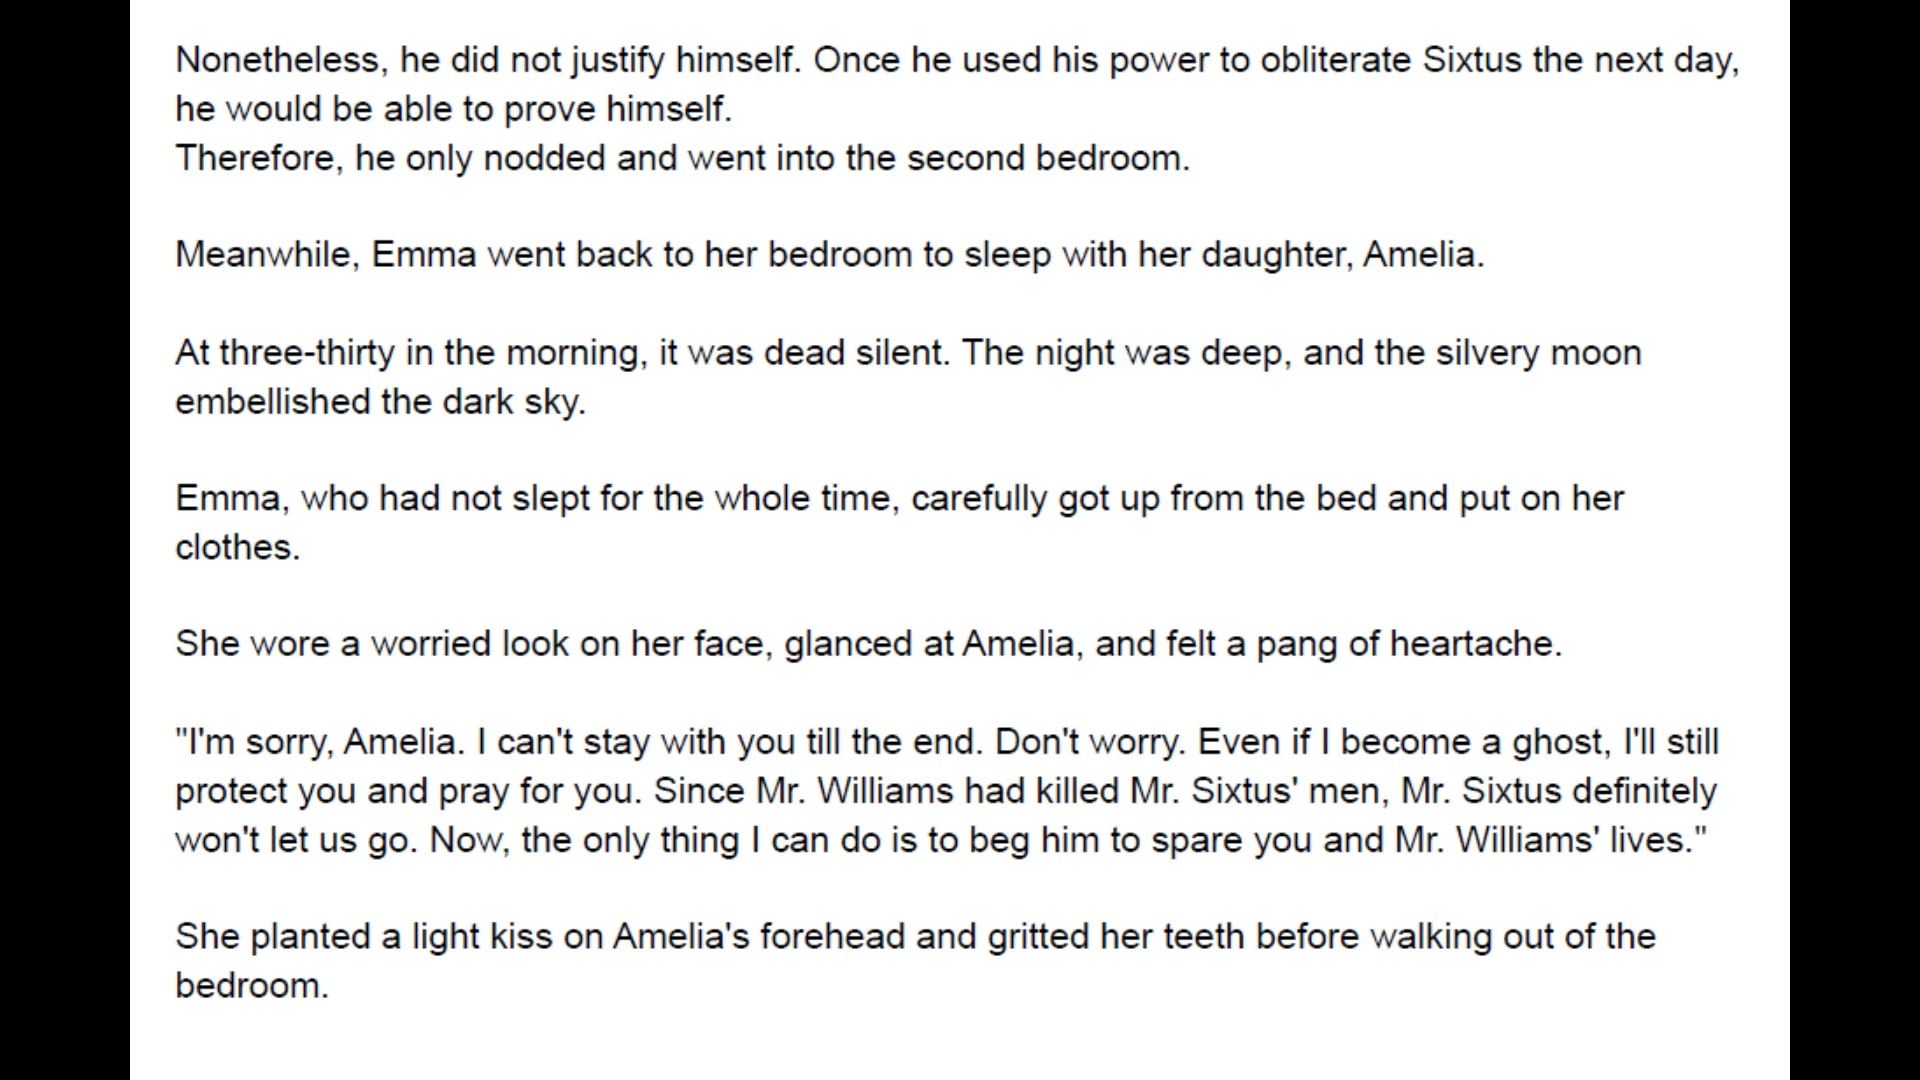 Nonetheless, he did not justify himself. Once he used his power to obliterate Sixtus the next day,
he would be able to prove himself.
Therefore, he only nodded and went into the second bedroom.
Meanwhile, Emma went back to her bedroom to sleep with her daughter, Amelia.
At three-thirty in the morning, it was dead silent. The night was deep, and the silvery moon
embellished the dark sky.
Emma, who had not slept for the whole time, carefully got up from the bed and put on her
clothes.
She wore a worried look on her face, glanced at Amelia, and felt a pang of heartache.
"I'm sorry, Amelia. I can't stay with you till the end. Don't worry. Even if I become a ghost, I'll still
protect you and pray for you. Since Mr. Williams had killed Mr. Sixtus' men, Mr. Sixtus definitely
won't let us go. Now, the only thing I can do is to beg him to spare you and Mr. Williams' lives."
She planted a light kiss on Amelia's forehead and gritted her teeth before walking out of the
bedroom.